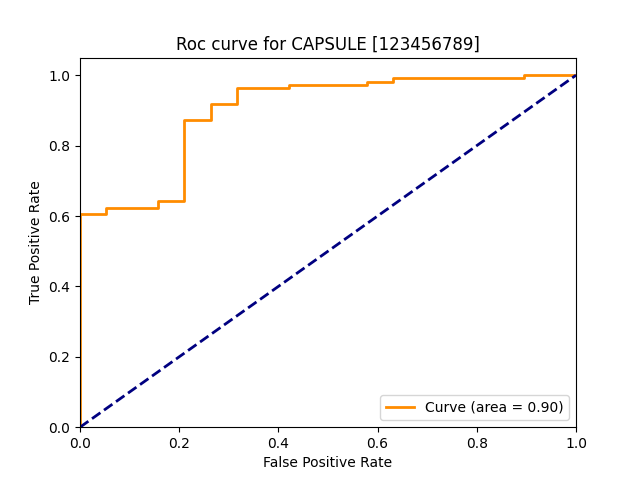 Roc curve for CAPSULE [123456789]
1.0
0.8
0.6
0.4
0.2
0.0
True Positive Rate
0.0 0.2 0.4 0.6 0.8 1.0
False Positive Rate
Curve (area = 0.90)